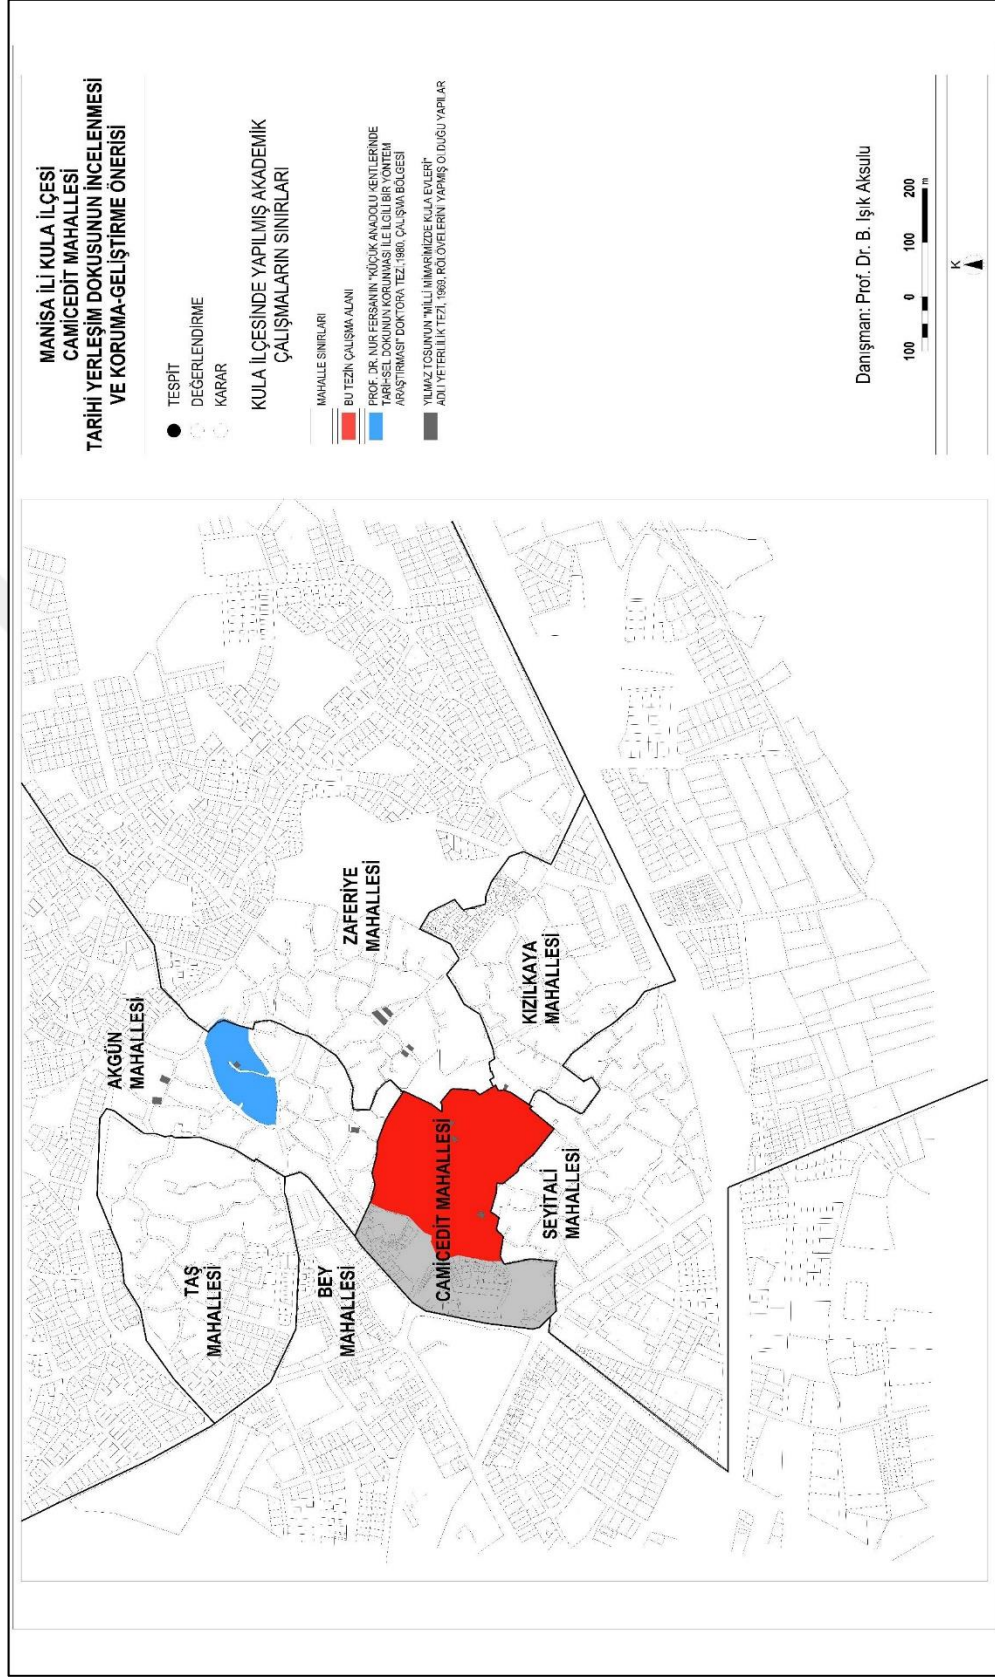 MANİSA İLİ KULA İLÇESİ
CAMİCEDİT MAHALLESİ
TARİHİ YERLEŞİM DOKUSUNUN İNCELENMESİ
VE KORUMA-GELİŞTİRME ÖNERİSİ
TESPİT
DEĞERLENDİRME
KARAR
KULA İLÇESİNDE YAPILMIŞ AKADEMİK
ÇALIŞMALARIN SINIRLARI
MAHALLE SINIRLARI
BU TEZİN ÇALIŞMA ALANI
PROF. DR. NUR FERSAN'IN "KÜÇÜK ANADOLU KENTLERİNDE
TARİHSEL DOKUNUN KORUNMASI İLE İLGİLİ BİR YÖNTEM
ARAŞTIRMASI" DOKTORA TEZİ,1980, ÇALIŞMA BÖLGESİ
YILMAZ TOSUN'UN "MİLLİ MİMARİMİZDE KULA EVLERİ"
ADLI YETERLİLİK TEZİ, 1969, RÖLÖVELERİNİ YAPMIŞ OLDUĞU YAPILAR
Danışman: Prof. Dr. B. Işık Aksulu
100 0 100 200
m
K
AKGÜN
MAHALLESİ
ZAFERİYE
MAHALLESİ
TAŞ
MAHALLESİ
BEY
MAHALLESİ
CAMİCEDİT MAHALLESİ
KIZILKAYA
MAHALLESİ
SEYİTALİ
MAHALLESİ